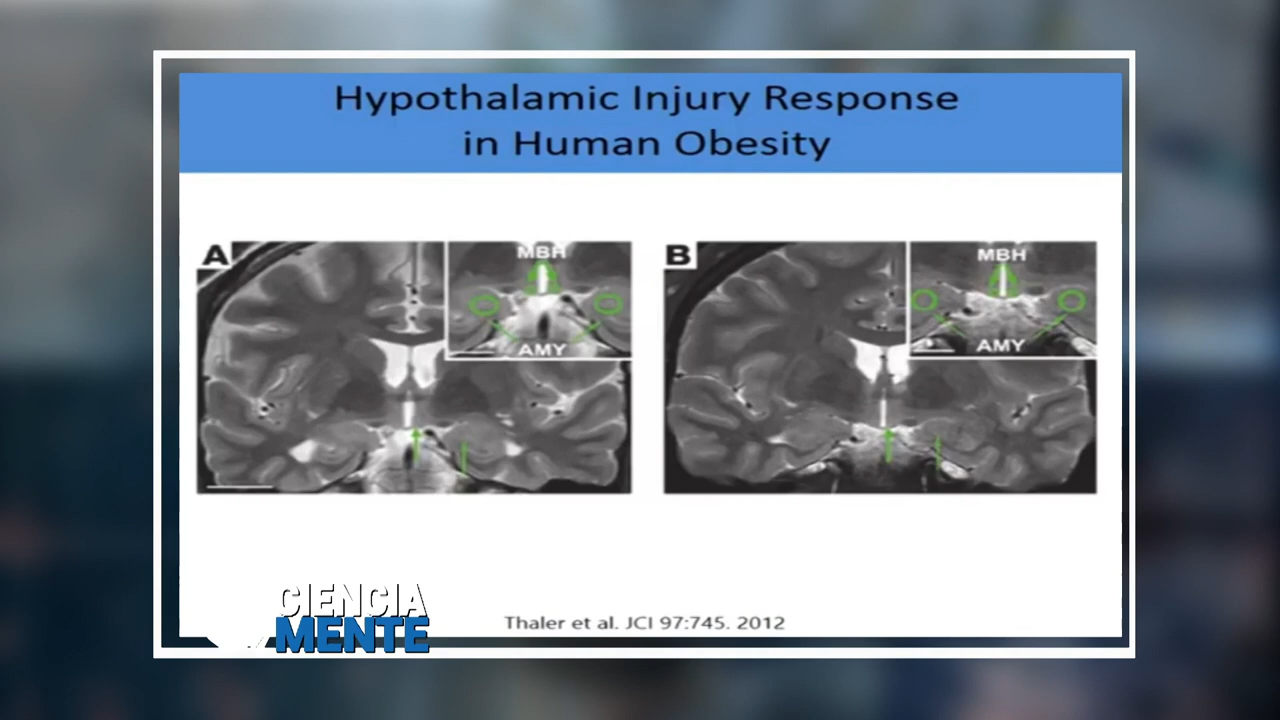 Hypothalamic Injury Response
in Human Obesity
A
MBH
AMY
B
MBH
AMY
Thaler et al. JCI 97:745. 2012
CIENCIA
MENTE